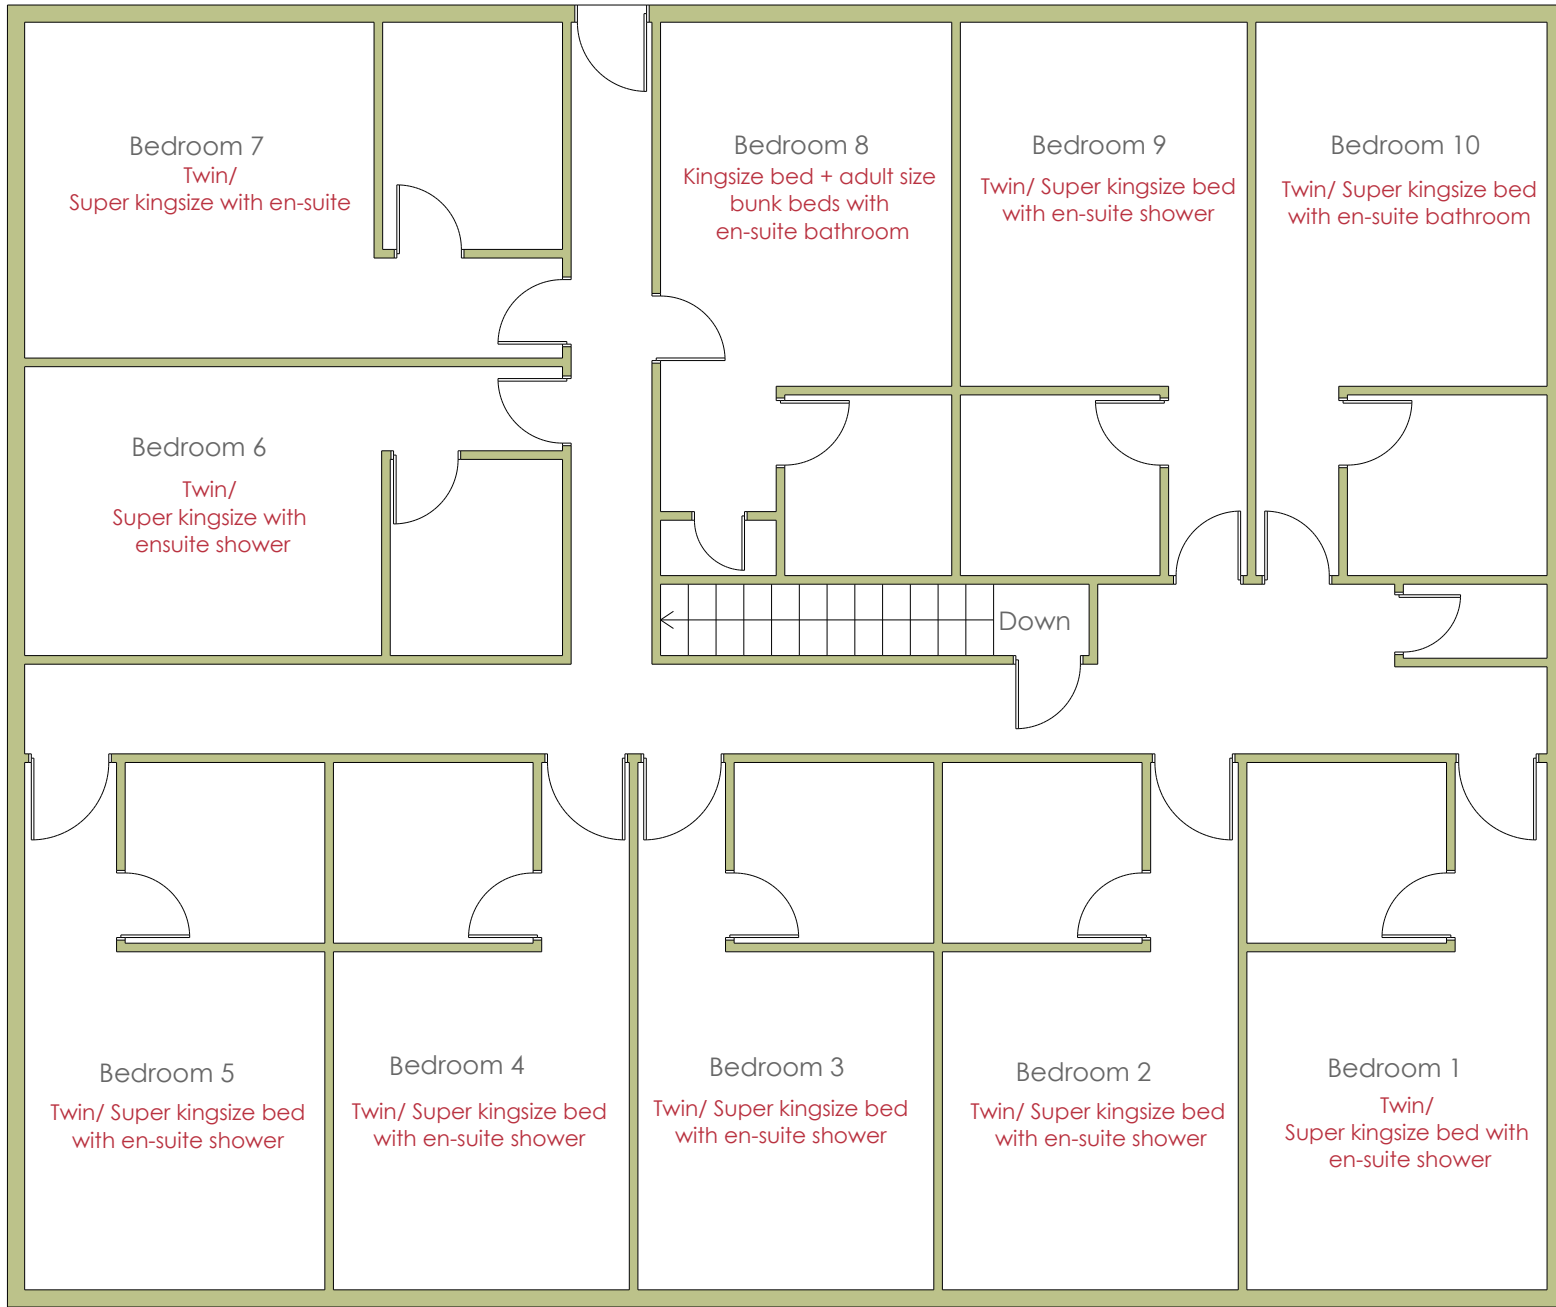 Bedroom 7
Twin/
Super kingsize with en-suite
Bedroom 8
Kingsize bed + adult size
bunk beds with
en-suite bathroom
Bedroom 9
Twin/ Super kingsize bed
with en-suite shower
Bedroom 10
Twin/ Super kingsize bed
with en-suite bathroom
Bedroom 6
Twin/
Super kingsize with
ensuite shower
Down
Bedroom 5
Twin/ Super kingsize bed
with en-suite shower
Bedroom 4
Twin/ Super kingsize bed
with en-suite shower
Bedroom 3
Twin/ Super kingsize bed
with en-suite shower
Bedroom 2
Twin/ Super kingsize bed
with en-suite shower
Bedroom 1
Twin/
Super kingsize bed with
en-suite shower